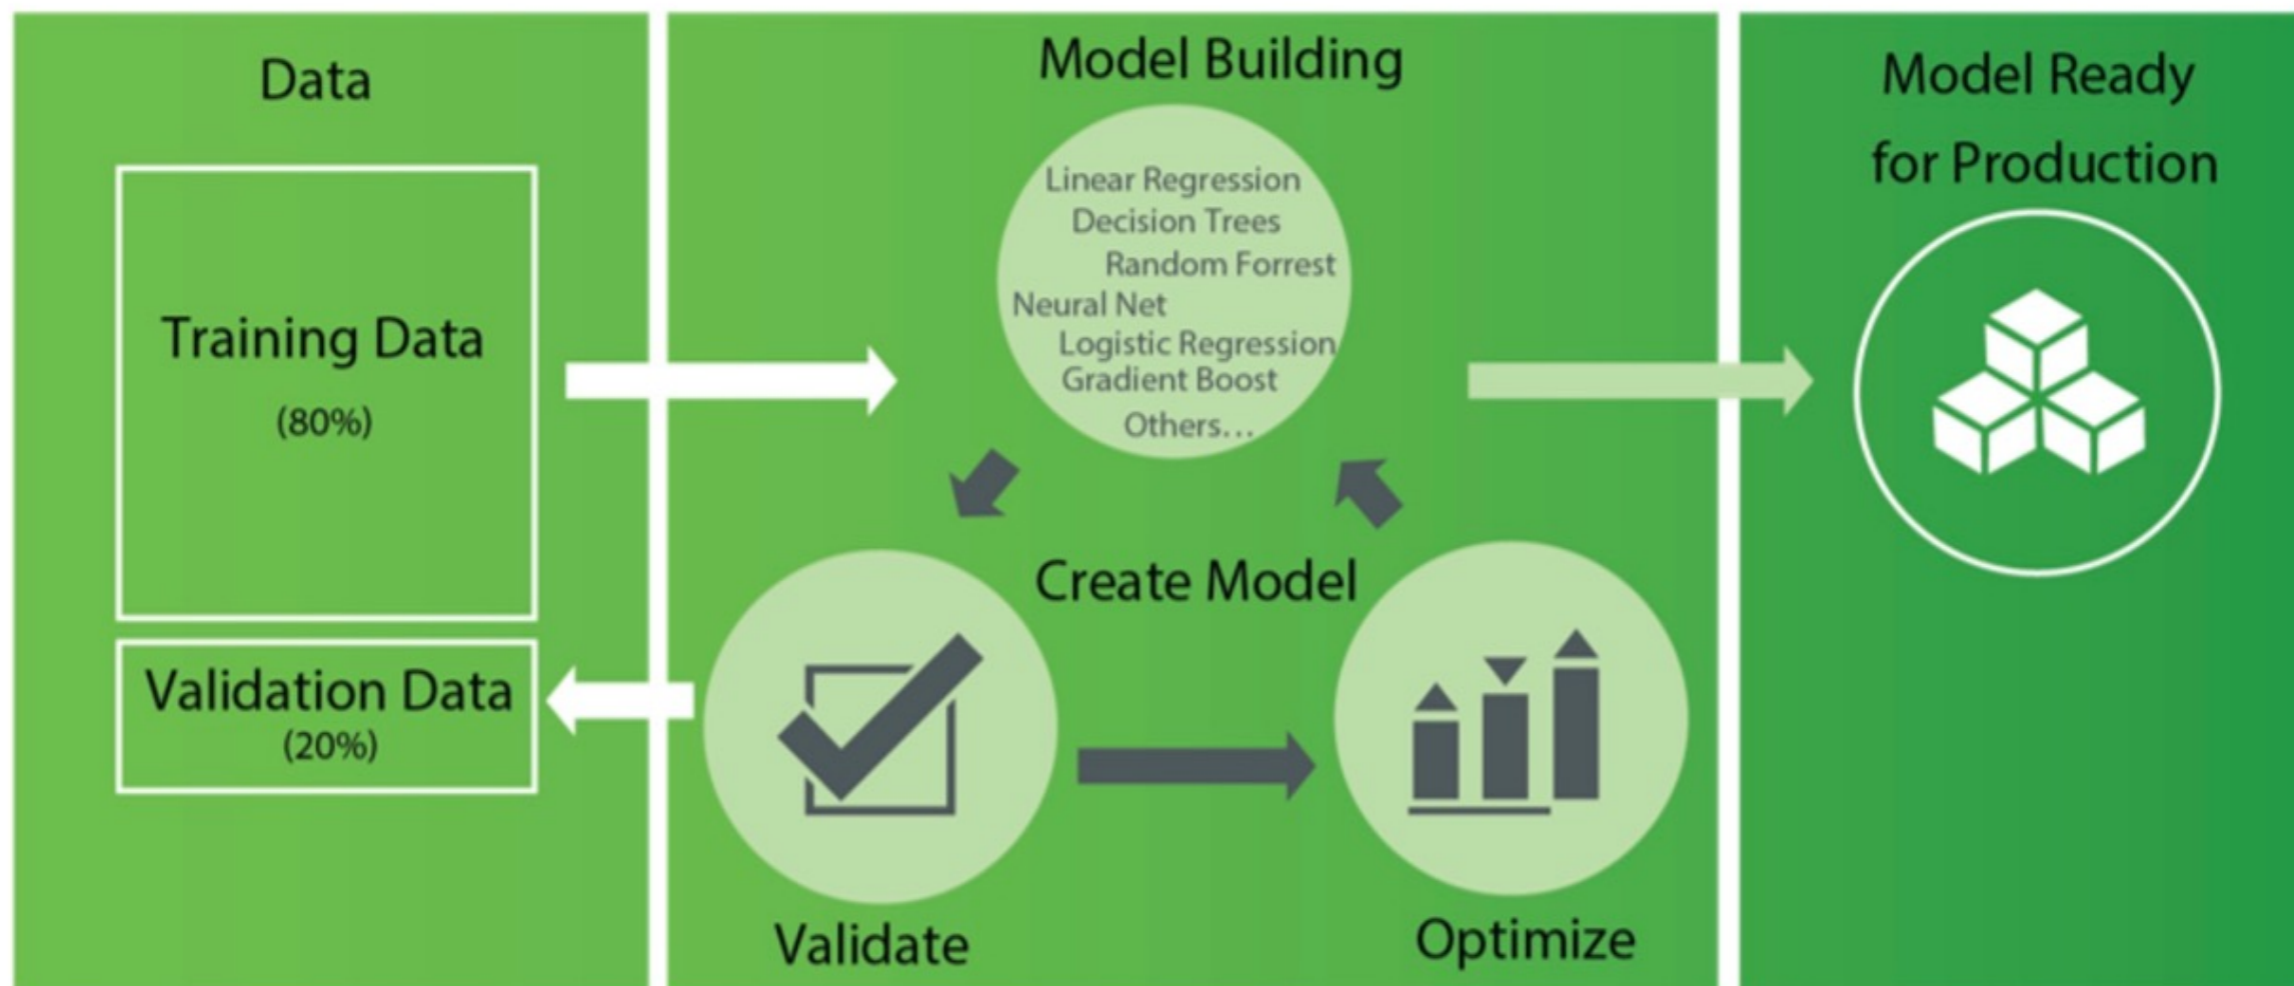 Data
Training Data
(80%)
Validation Data
(20%)
Model Building
Linear Regression
Decision Trees
Random Forrest
Neural Net
Logistic Regression
Gradient Boost
Others...
Create Model
Validate
Optimize
Model Ready
for Production